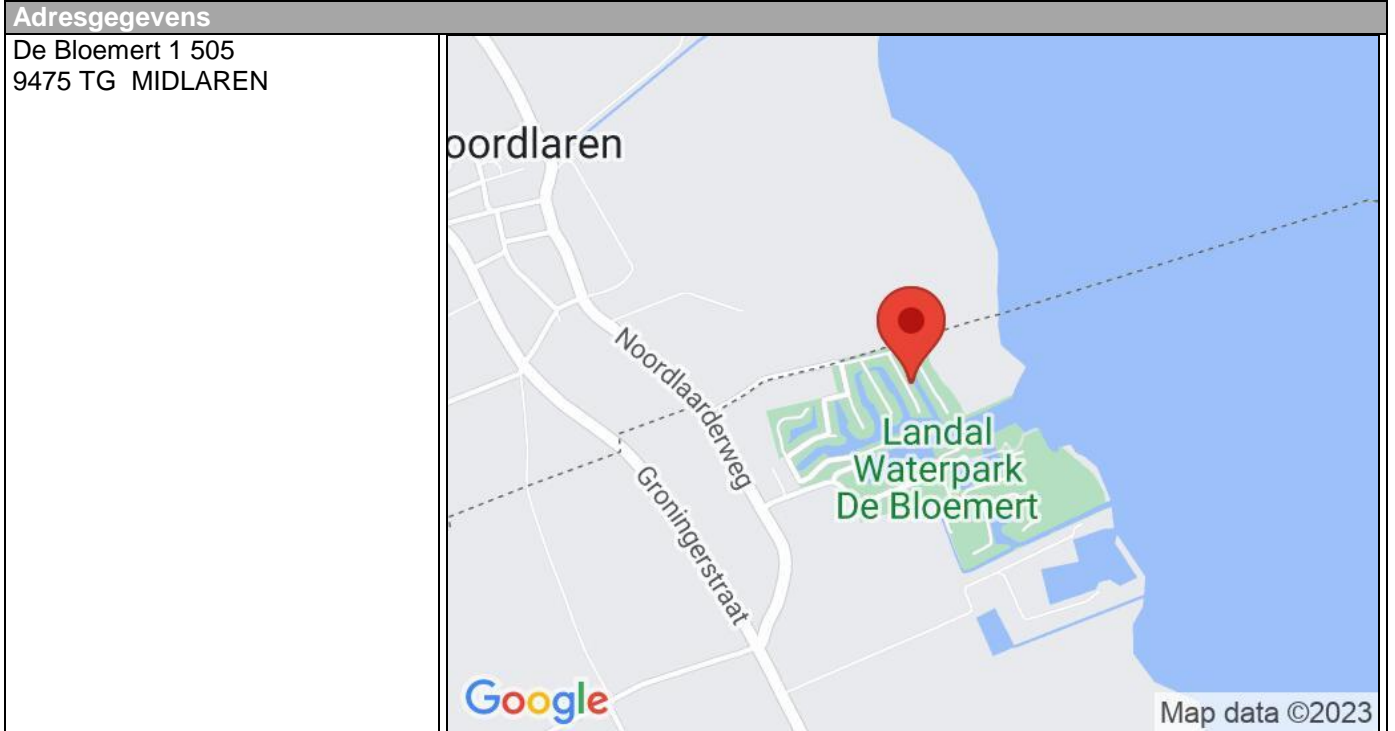 Adresgegevens
De Bloemert 1 505
9475 TG MIDLAREN
oordlaren
Noordlaarderweg
Groningerstraat
Landal
Waterpark
De Bloemert
Google
Map data ©2023